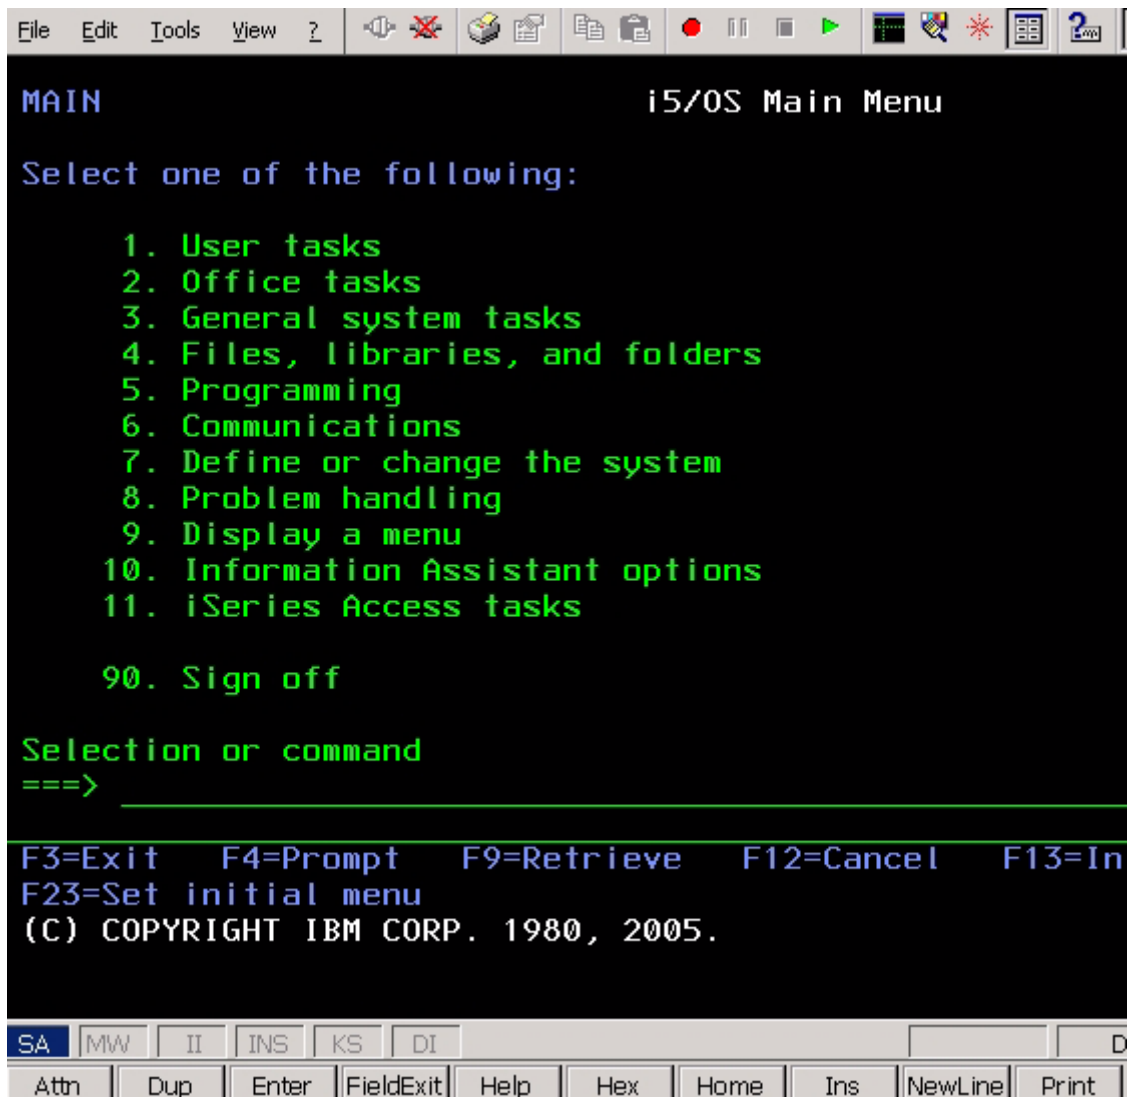 File Edit Tools View ?
MAIN i5/OS Main Menu
Select one of the following:
1. User tasks
2. Office tasks
3. General system tasks
4. Files, libraries, and folders
5. Programming
6. Communications
7. Define or change the system
8. Problem handling
9. Display a menu
10. Information Assistant options
11. iSeries Access tasks
90. Sign off
Selection or command
===>
F3=Exit F4=Prompt F9=Retrieve F12=Cancel F13=In
F23=Set initial menu
(C) COPYRIGHT IBM CORP. 1980, 2005.
SA MW II INS KS DI D
Attn Dup Enter FieldExit Help Hex Home Ins NewLine Print